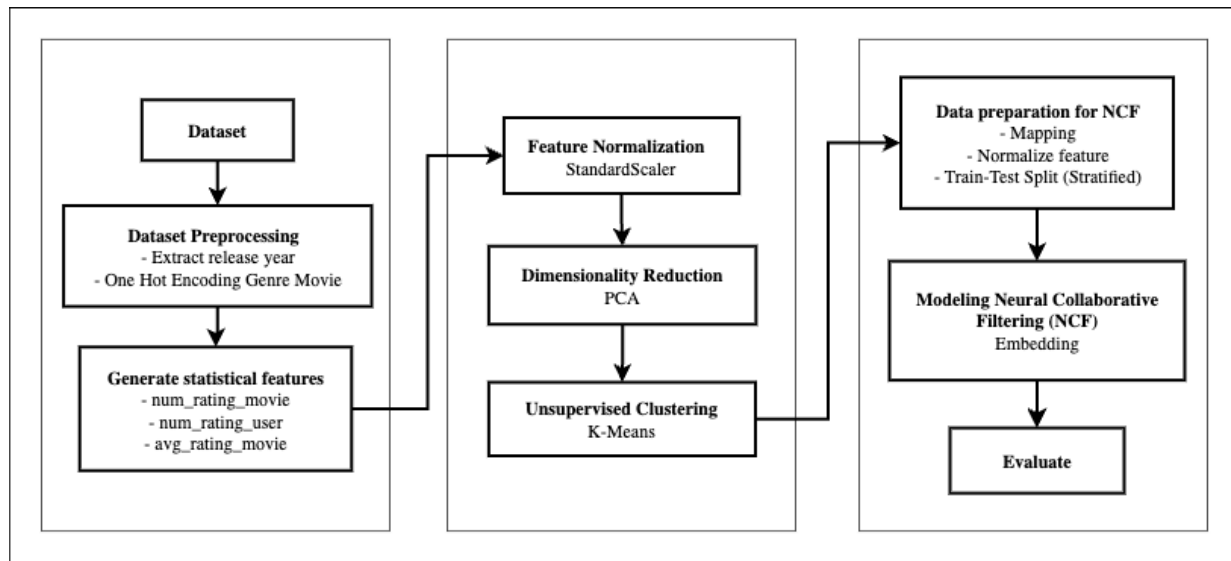 Dataset
Dataset Preprocessing
- Extract release year
- One Hot Encoding Genre Movie
Generate statistical features
- num_rating_movie
- num_rating_user
- avg_rating_movie
Feature Normalization
StandardScaler
Dimensionality Reduction
PCA
Unsupervised Clustering
K-Means
Data preparation for NCF
- Mapping
- Normalize feature
- Train-Test Split (Stratified)
Modeling Neural Collaborative
Filtering (NCF)
Embedding
Evaluate